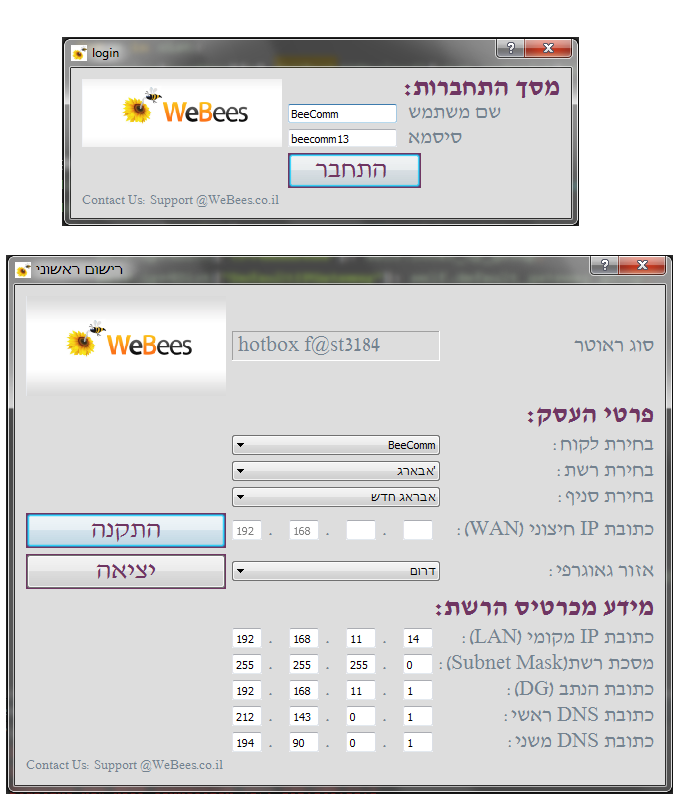 login
מסך התחברות:
WeBees
שם משתמש BeeComm
סיסמא beecomm13
התחבר
Contact Us: Support @WeBees.co.il
רישום ראשוני
WeBees
סוג ראוטר hotbox f@st3184
פרטי העסק:
בחירת לקוח: BeeComm
בחירת רשת: אבארג'
בחירת סניף: אבראג חדש
כתובת IP חיצוני (WAN): 192 . 168 . .
התקנה
אזור גאוגרפי: דרום
יציאה
מידע מכרטיס הרשת:
כתובת IP מקומי (LAN): 192 . 168 . 11 . 14
מסכת רשת(Subnet Mask): 255 . 255 . 255 . 0
כתובת הנתב (DG): 192 . 168 . 11 . 1
כתובת DNS ראשי: 212 . 143 . 0 . 1
כתובת DNS משני: 194 . 90 . 0 . 1
Contact Us: Support @WeBees.co.il